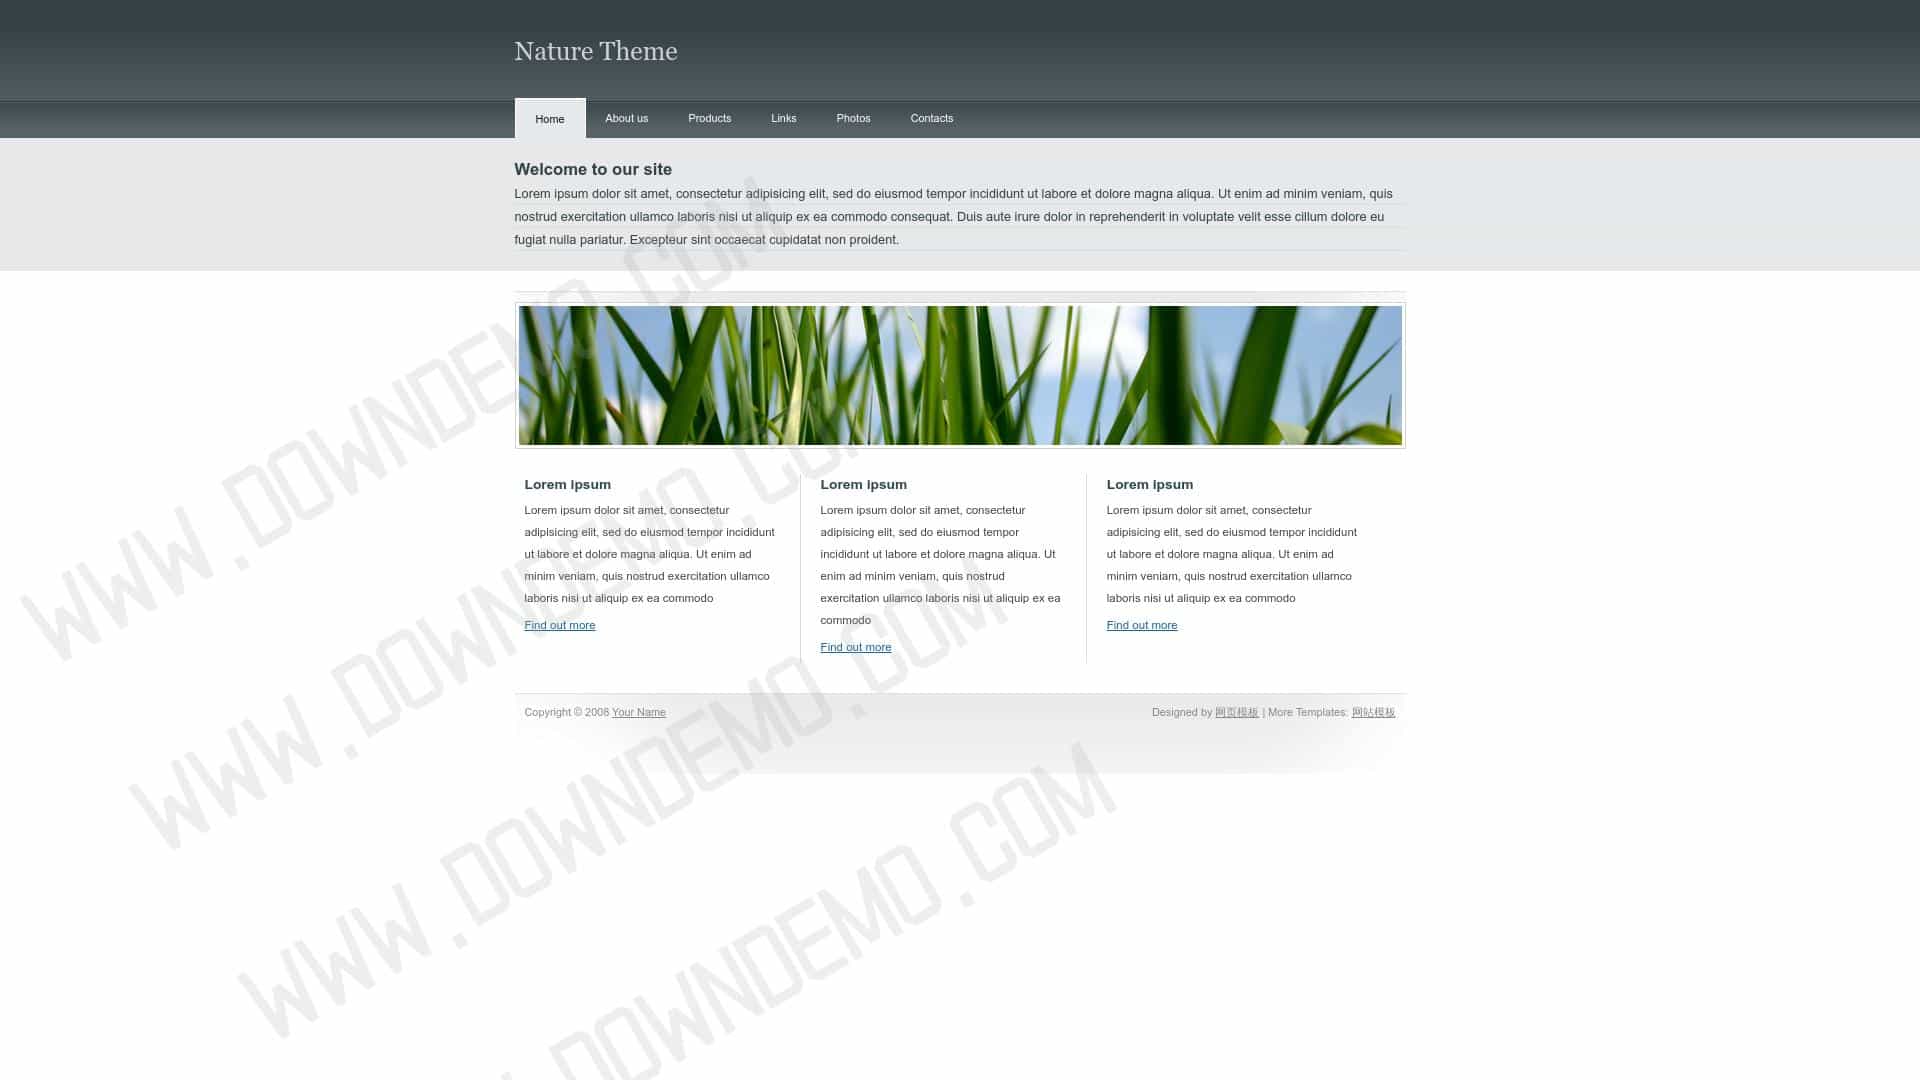 Nature Theme
Home
About us
Products
Links
Photos
Contacts
Welcome to our site
Lorem ipsum dolor sit amet, consectetur adipisicing elit, sed do eiusmod tempor incididunt ut labore et dolore magna aliqua. Ut enim ad minim veniam, quis
nostrud exercitation ullamco laboris nisi ut aliquip ex ea commodo consequat. Duis aute irure dolor in reprehenderit in voluptate velit esse cillum dolore eu
fugiat nulla pariatur. Excepteur sint occaecat cupidatat non proident.
Lorem ipsum
Lorem ipsum dolor sit amet, consectetur
adipisicing elit, sed do eiusmod tempor incididunt
ut labore et dolore magna aliqua. Ut enim ad
minim veniam, quis nostrud exercitation ullamco
laboris nisi ut aliquip ex ea commodo
Find out more
Lorem ipsum
Lorem ipsum dolor sit amet, consectetur
adipisicing elit, sed do eiusmod tempor
incididunt ut labore et dolore magna aliqua. Ut
enim ad minim veniam, quis nostrud
exercitation ullamco laboris nisi ut aliquip ex ea
commodo
Find out more
Lorem ipsum
Lorem ipsum dolor sit amet, consectetur
adipisicing elit, sed do eiusmod tempor incididunt
ut labore et dolore magna aliqua. Ut enim ad
minim veniam, quis nostrud exercitation ullamco
laboris nisi ut aliquip ex ea commodo
Find out more
Copyright © 2008 Your Name
Designed by 网页模板 | More Templates: 网站模板
WWW.DOWNDEMO.COM
WWW.DOWNDEMO.COM
WWW.DOWNDEMO.COM
DOWNDEMO.COM